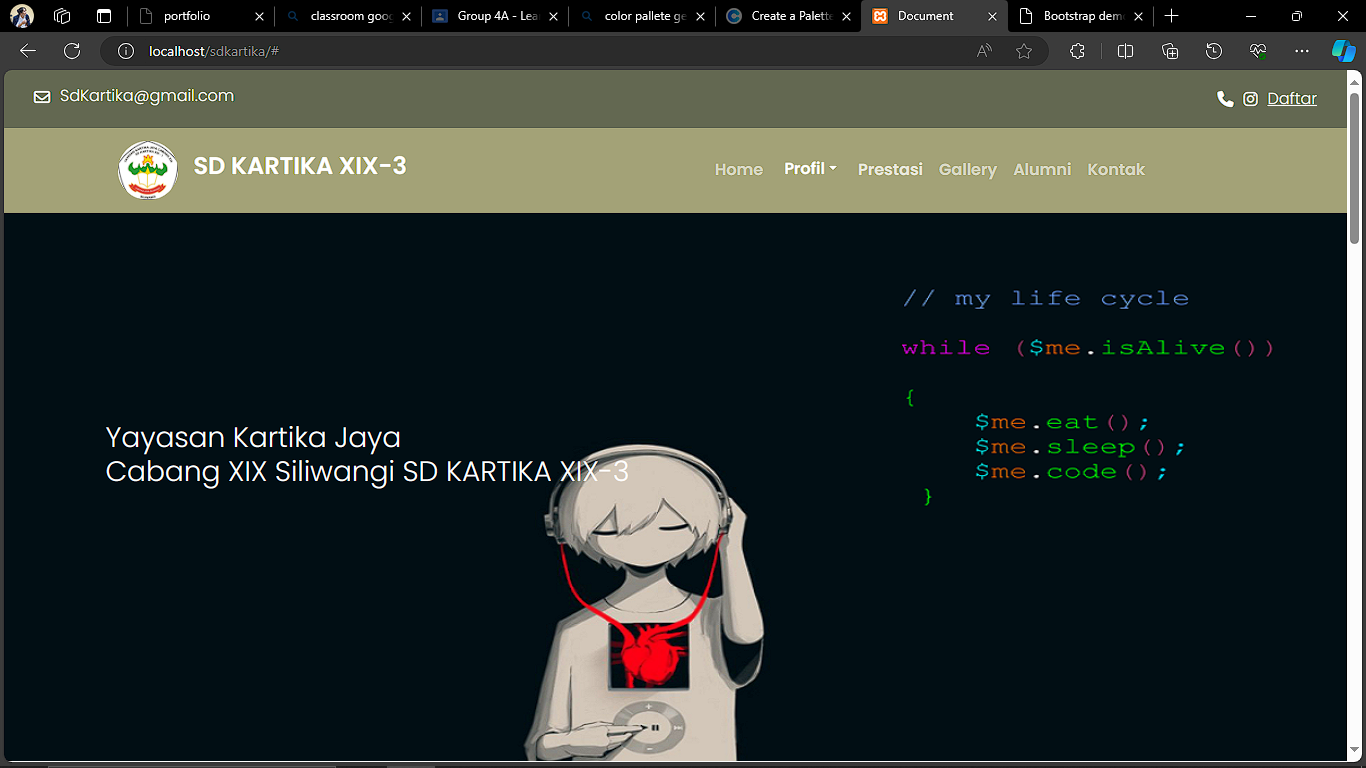 portfolio
classroom goog
Group 4A - Lea
color pallete ge
Create a Palett
Document
Bootstrap dem
localhost/sdkartika/#
SdKartika@gmail.com
Daftar
SD KARTIKA XIX-3
Home Profil Prestasi Gallery Alumni Kontak
// my life cycle
while ($me.isAlive())
{
$me.eat();
$me.sleep();
$me.code();
}
Yayasan Kartika Jaya
Cabang XIX Siliwangi SD KARTIKA XIX-3